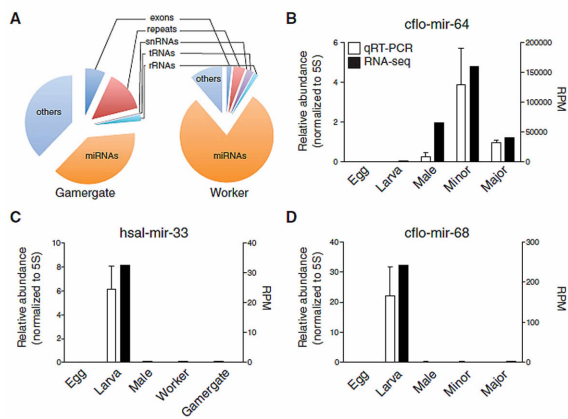 A
exons
repeats
snRNAs
tRNAs
rRNAs
others
miRNAs
Gamergate
others
miRNAs
Worker
B
cflo-mir-64
Relative abundance
(normalized to 5S)
6
4
2
0
qRT-PCR
RNA-seq
200000
150000
100000
50000
0
RPM
Egg
Larva
Male
Minor
Major
C
hsal-mir-33
Relative abundance
(normalized to 5S)
10
8
6
4
2
0
40
30
20
10
0
RPM
Egg
Larva
Male
Worker
Gamergate
D
cflo-mir-68
Relative abundance
(normalized to 5S)
40
30
20
10
0
300
200
100
0
RPM
Egg
Larva
Male
Minor
Major